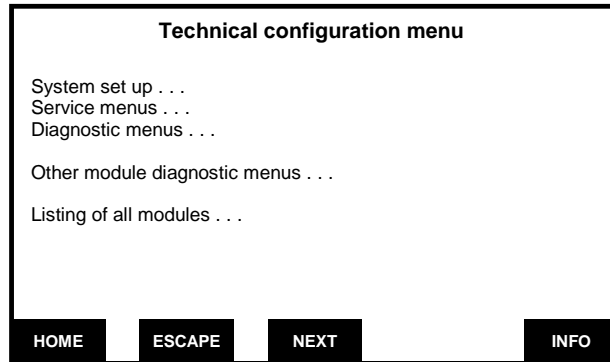 Technical configuration menu
System set up . . .
Service menus . . .
Diagnostic menus . . .
Other module diagnostic menus . . .
Listing of all modules . . .
HOME ESCAPE NEXT INFO